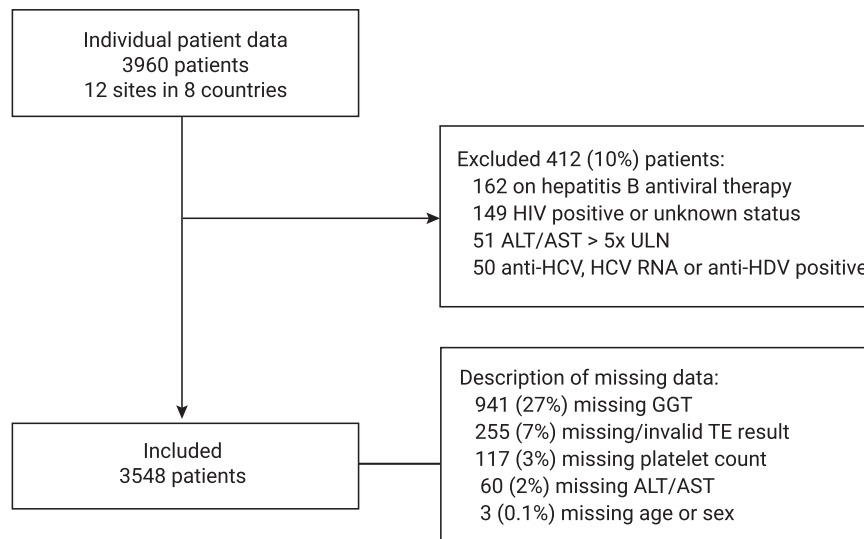 Individual patient data
3960 patients
12 sites in 8 countries
Excluded 412 (10%) patients:
162 on hepatitis B antiviral therapy
149 HIV positive or unknown status
51 ALT/AST > 5x ULN
50 anti-HCV, HCV RNA or anti-HDV positive
Description of missing data:
941 (27%) missing GGT
255 (7%) missing/invalid TE result
117 (3%) missing platelet count
60 (2%) missing ALT/AST
3 (0.1%) missing age or sex
Included
3548 patients